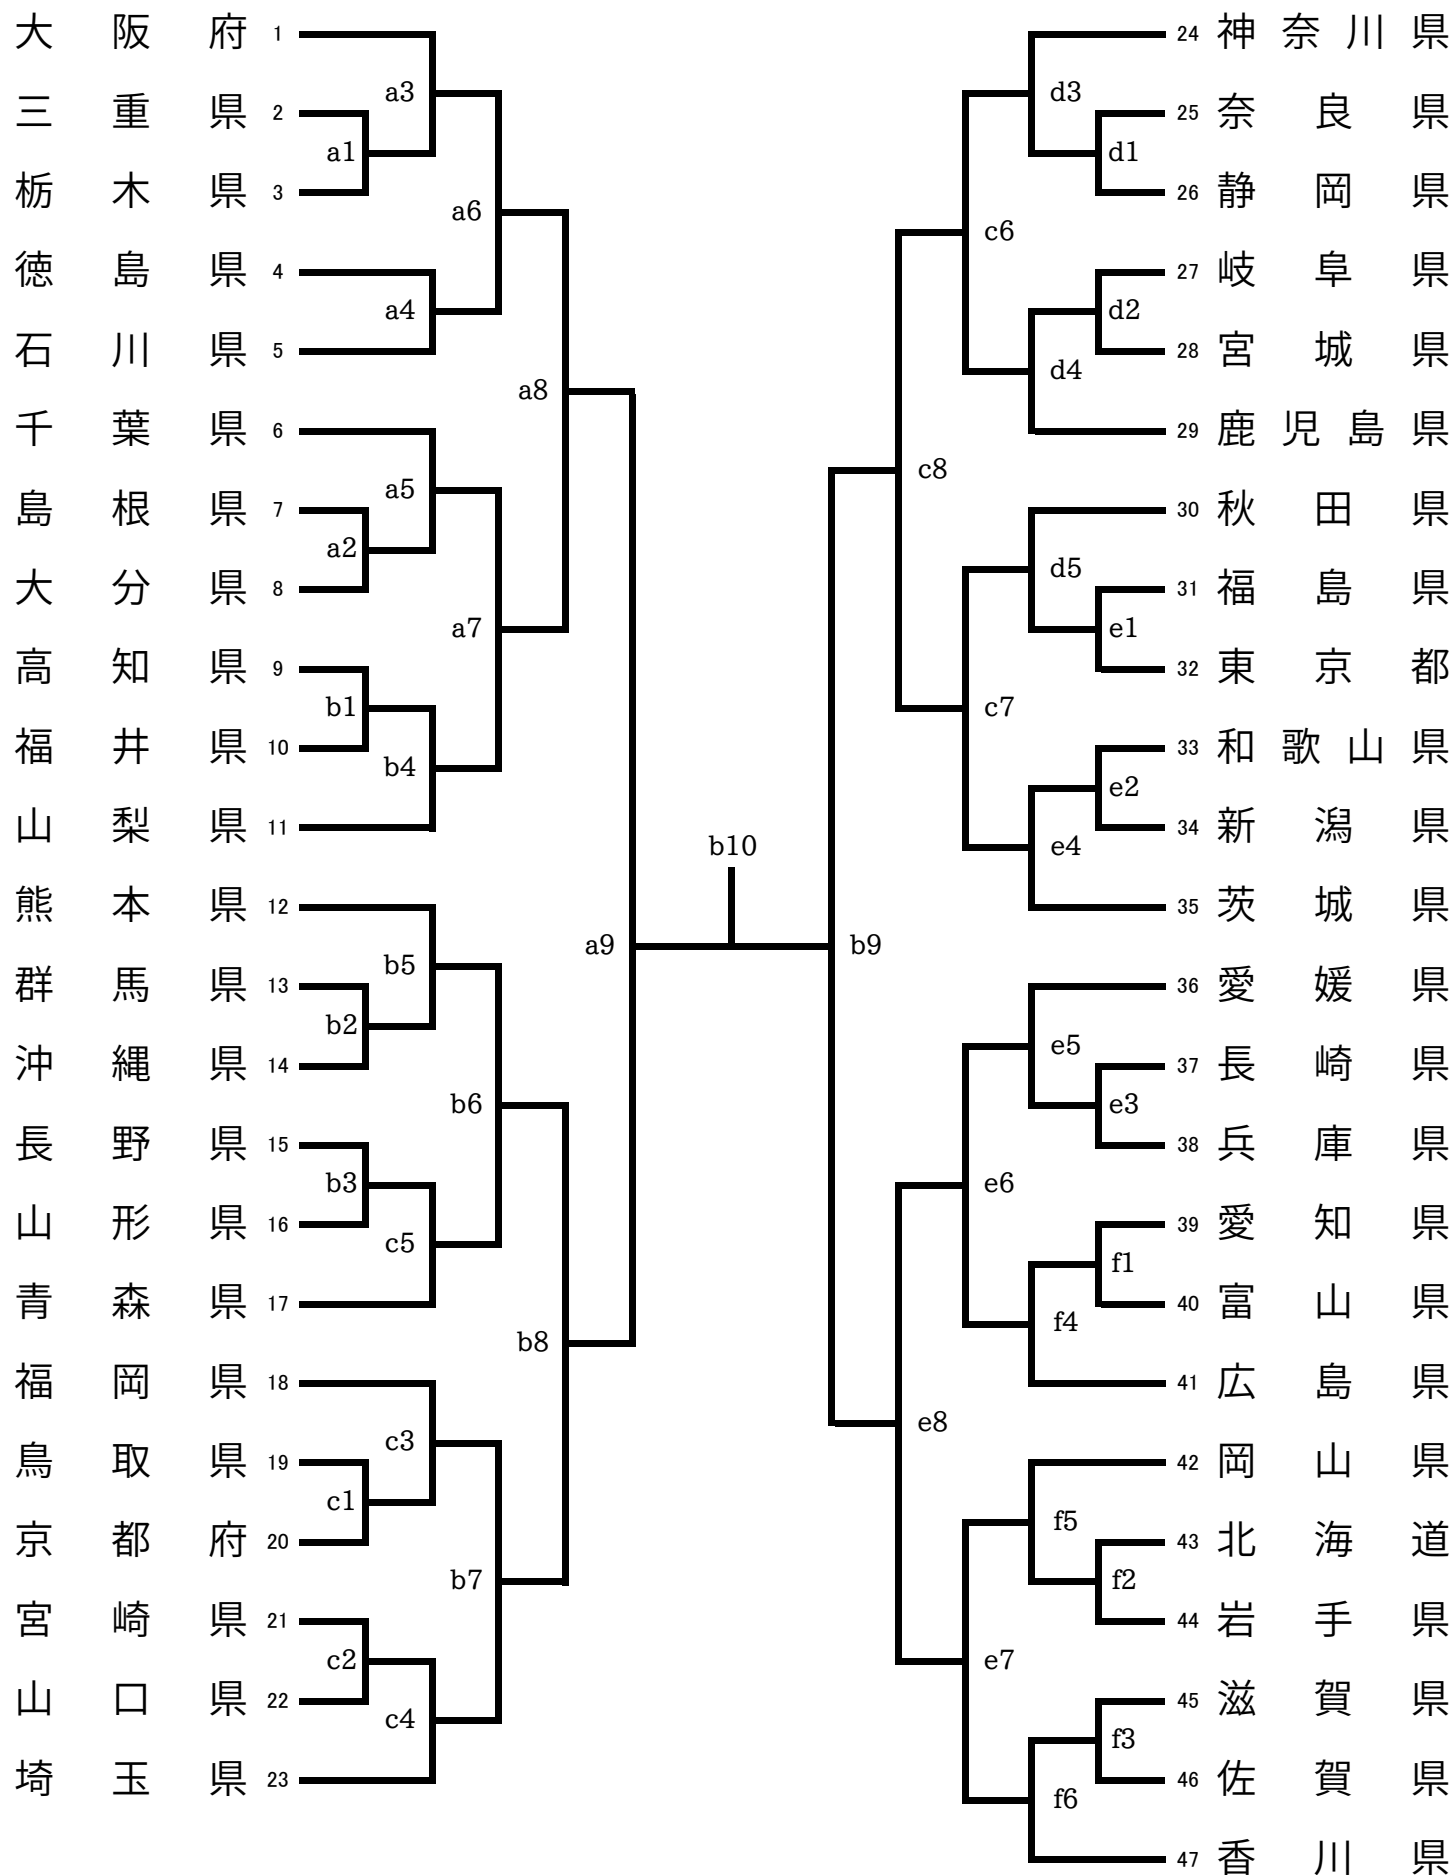 大阪府 1
a3
三重県 2
a1
栃木県 3
a6
徳島県 4
a4
石川県 5
a8
千葉県 6
a5
島根県 7
a2
大分県 8
a7
高知県 9
b1
福井県 10
b4
山梨県 11
熊本県 12
b5
群馬県 13
b2
沖縄県 14
b6
長野県 15
b3
山形県 16
c5
青森県 17
b8
福岡県 18
c3
鳥取県 19
c1
京都府 20
b7
宮崎県 21
c2
山口県 22
c4
埼玉県 23
a9
b10
b9
24 神奈川県
d3
25 奈良県
d1
26 静岡県
c6
27 岐阜県
d2
28 宮城県
d4
29 鹿児島県
c8
30 秋田県
d5
31 福島県
e1
32 東京都
c7
33 和歌山県
e2
34 新潟県
e4
35 茨城県
36 愛媛県
e5
37 長崎県
e3
38 兵庫県
e6
39 愛知県
f1
40 富山県
f4
41 広島県
e8
42 岡山県
f5
43 北海道
f2
44 岩手県
e7
45 滋賀県
f3
46 佐賀県
f6
47 香川県